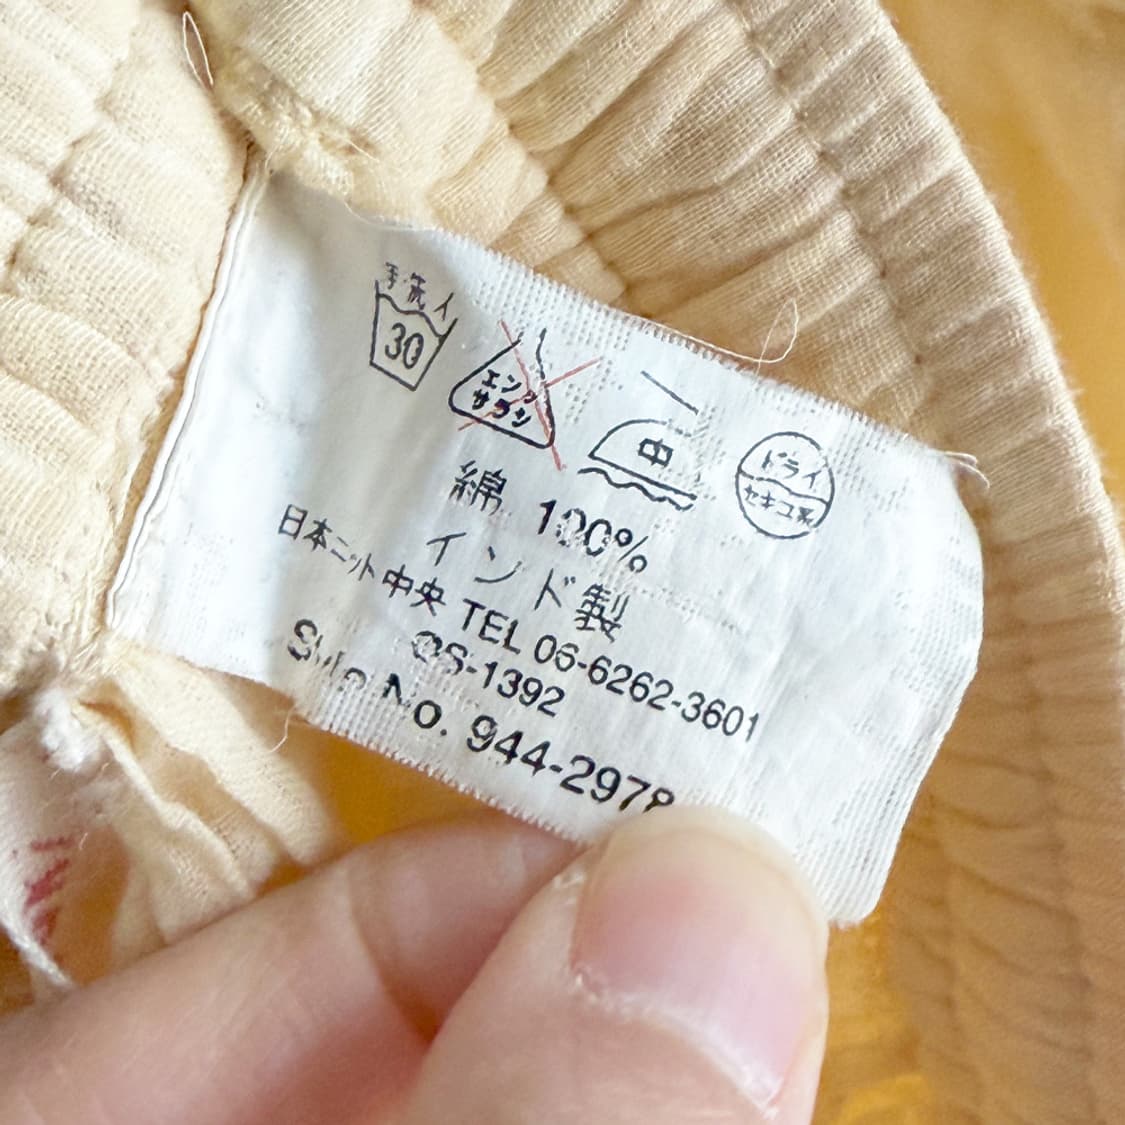 手洗イ
30
エンソ
サラシ
中
ドライ
セキユ系
綿 100%
インド製
日本ニット中央 TEL 06-6262-3601
QS-1392
Style No. 944-2978